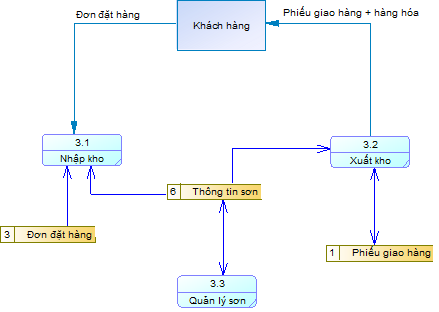 Đơn đặt hàng
Khách hàng
Phiếu giao hàng + hàng hóa
3.1
Nhập kho
3.2
Xuất kho
6 Thông tin sơn
3 Đơn đặt hàng
1 Phiếu giao hàng
3.3
Quản lý sơn